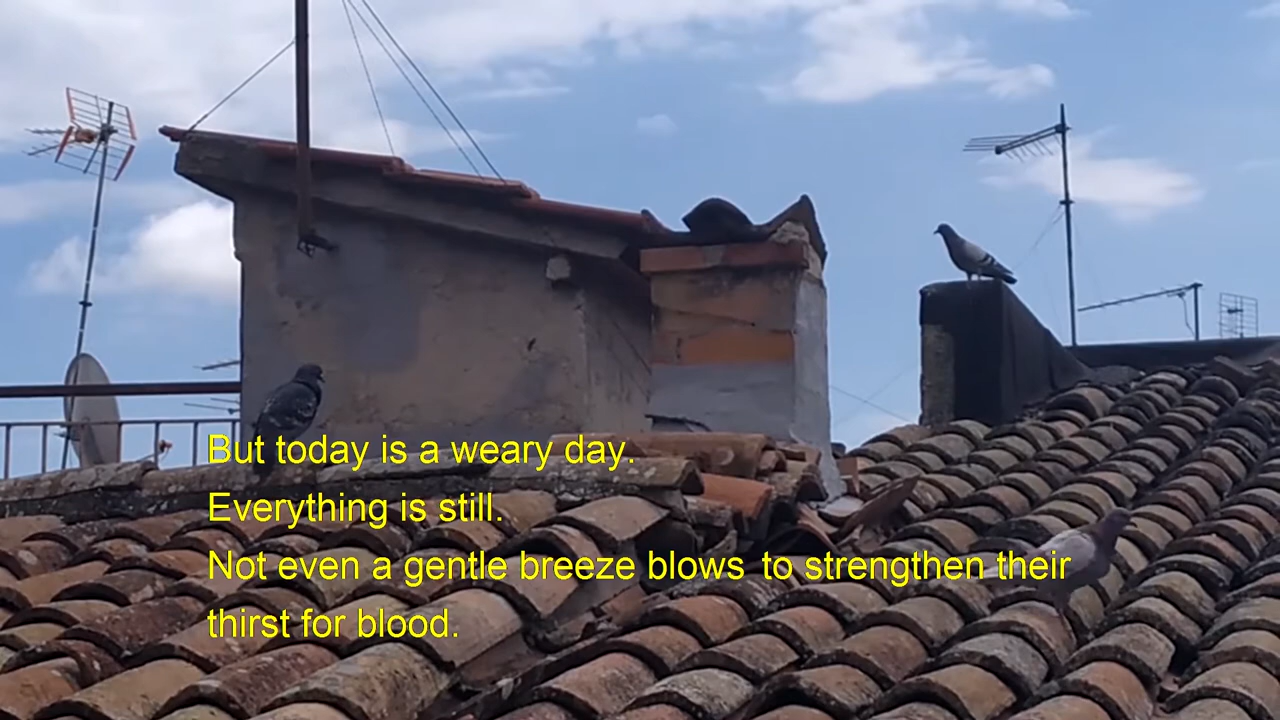 But today is a weary day.
Everything is still.
Not even a gentle breeze blows  to strengthen their
thirst for blood.